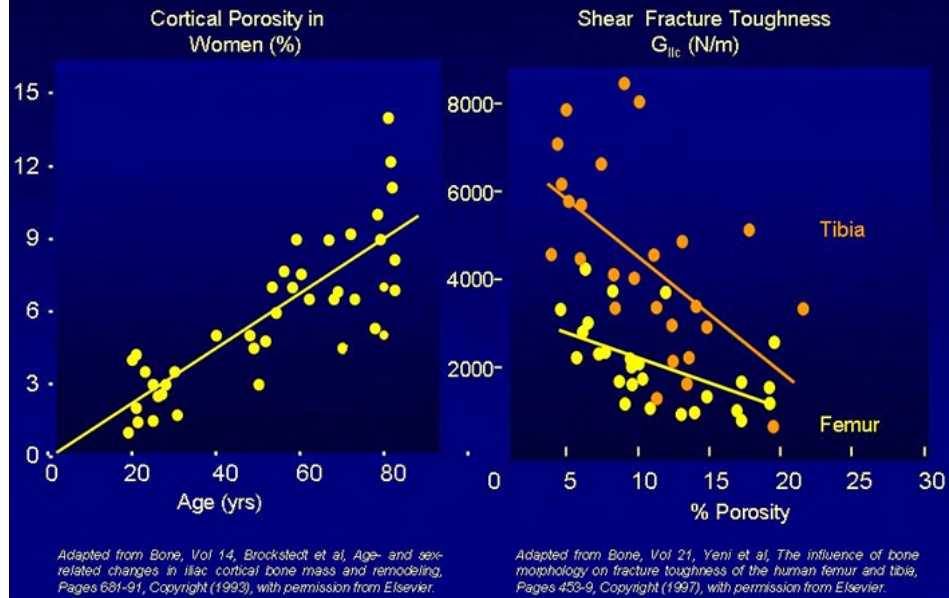 Cortical Porosity in
Women (%)
15
12
9
6
3
0
20
40
60
80
Age (yrs)
Adapted from Bone, Vol 14, Brockstedt et al, Age- and sex-
related changes in iliac cortical bone mass and remodeling,
Pages 681-91, Copyright (1993), with permission from Elsevier.
Shear Fracture Toughness
GIIc (N/m)
8000
6000
4000
2000
0
5
10
15
20
25
30
Tibia
Femur
% Porosity
Adapted from Bone, Vol 21, Yeni et al, The influence of bone
morphology on fracture toughness of the human femur and tibia,
Pages 453-9, Copyright (1997), with permission from Elsevier.